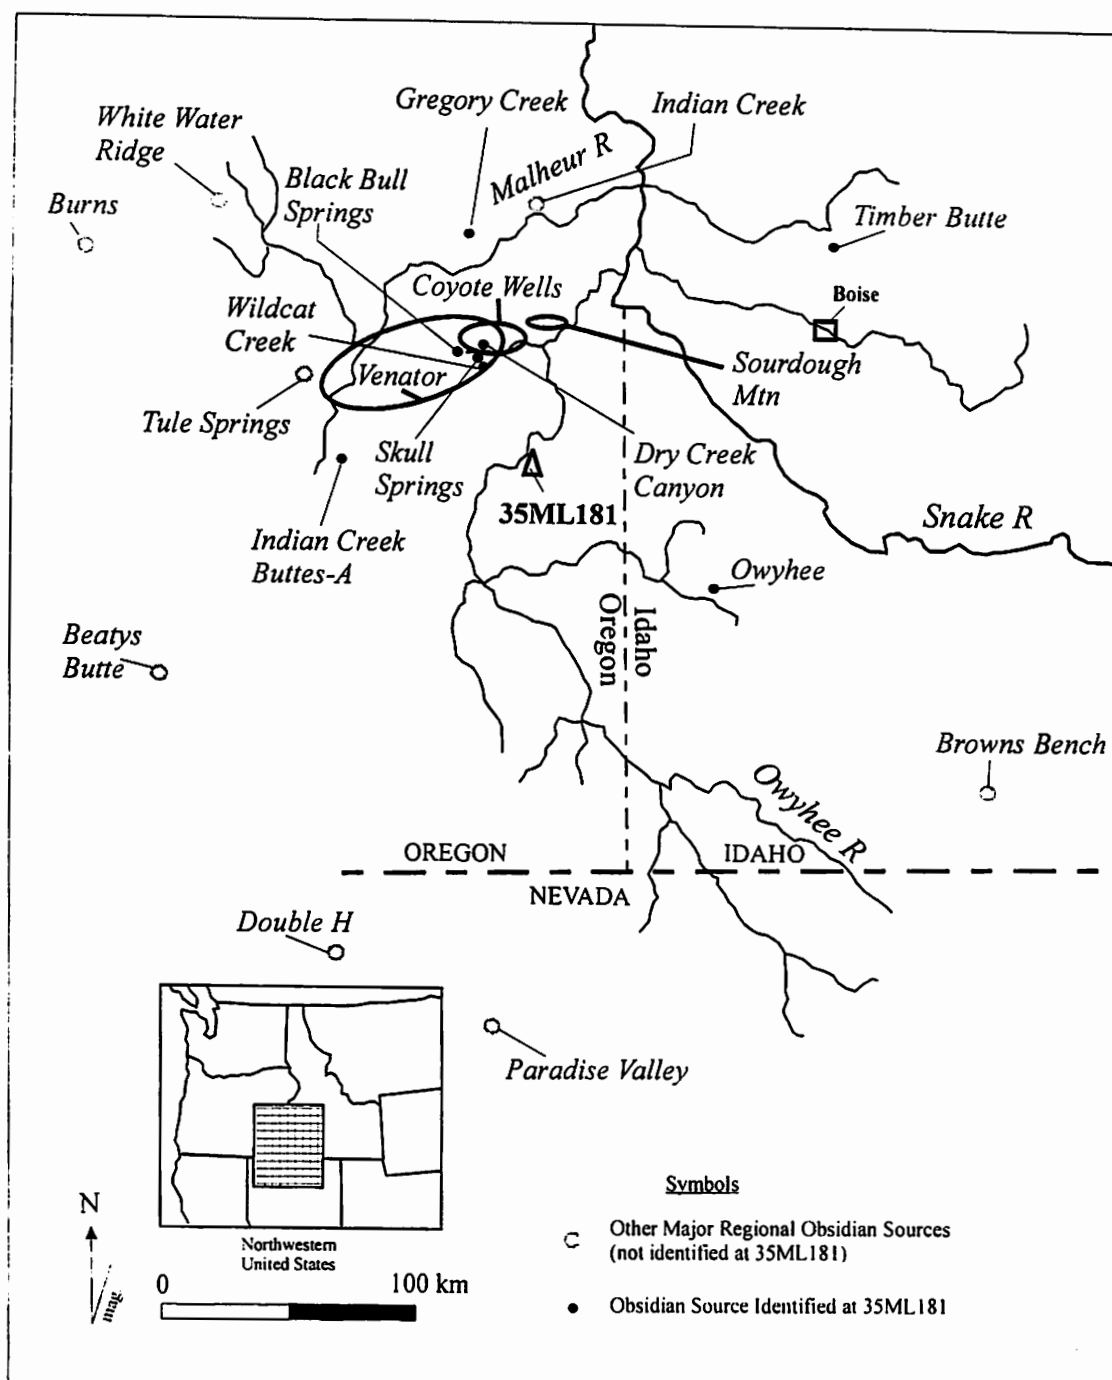 Gregory Creek
Indian Creek
White Water
Ridge
Malheur R
Black Bull
Springs
Burns
Timber Butte
Coyote Wells
Boise
Wildcat
Creek
Sourdough
Mtn
Venator
Tule Springs
Skull
Springs
Dry Creek
Canyon
35ML181
Snake R
Indian Creek
Buttes-A
Owyhee
Idaho
Oregon
Beatys
Butte
Browns Bench
Owyhee R
OREGON
IDAHO
NEVADA
Double H
Paradise Valley
Symbols
N
mag.
Other Major Regional Obsidian Sources
(not identified at 35ML181)
Northwestern
United States
0
100 km
Obsidian Source Identified at 35ML181